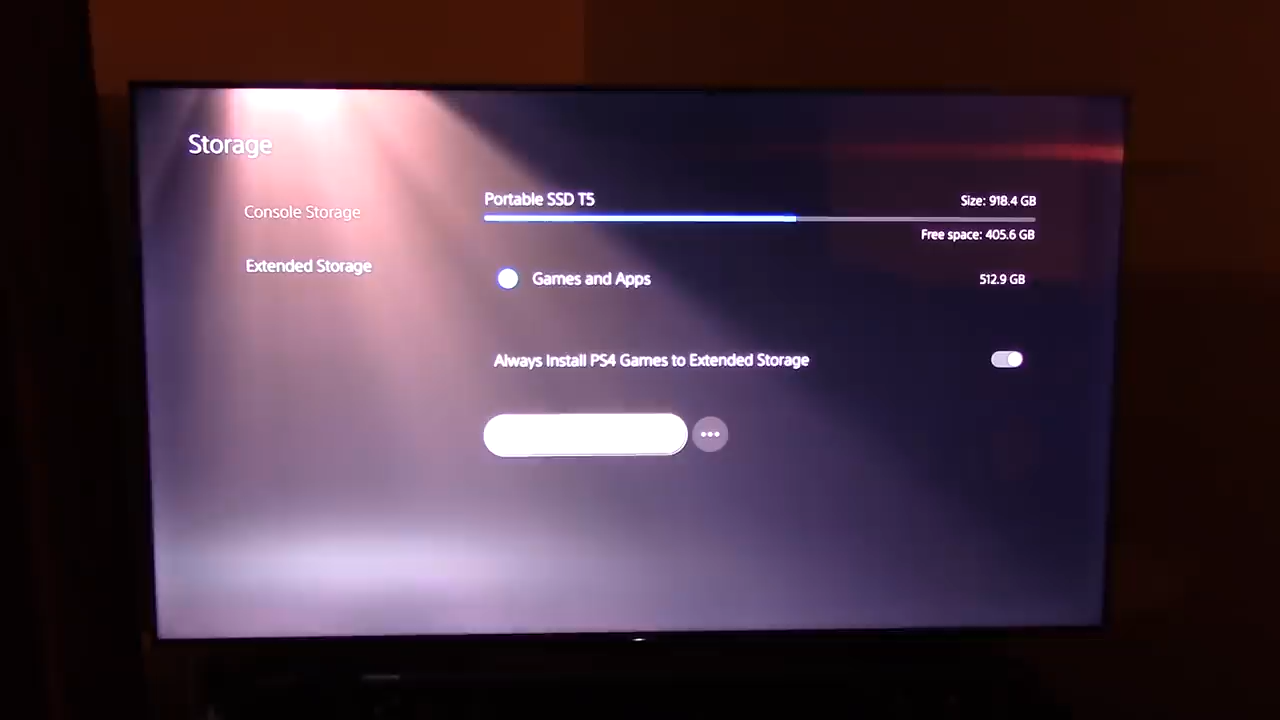 Storage
Console Storage
Extended Storage
Portable SSD T5
Size: 918.4 GB
Free space: 405.6 GB
Games and Apps
512.9 GB
Always Install PS4 Games to Extended Storage